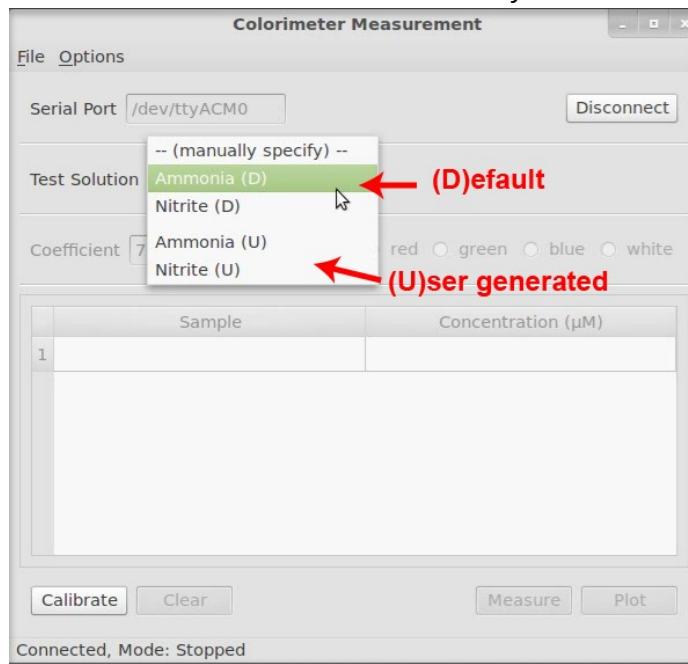 Colorimeter Measurement
File Options
Serial Port /dev/ttyACM0 Disconnect
-- (manually specify) --
Test Solution Ammonia (D) (D)efault
Nitrite (D)
Ammonia (U)
Coefficient 7 red green blue white
Nitrite (U)
(U)ser generated
Sample Concentration (µM)
1
Calibrate Clear Measure Plot
Connected, Mode: Stopped